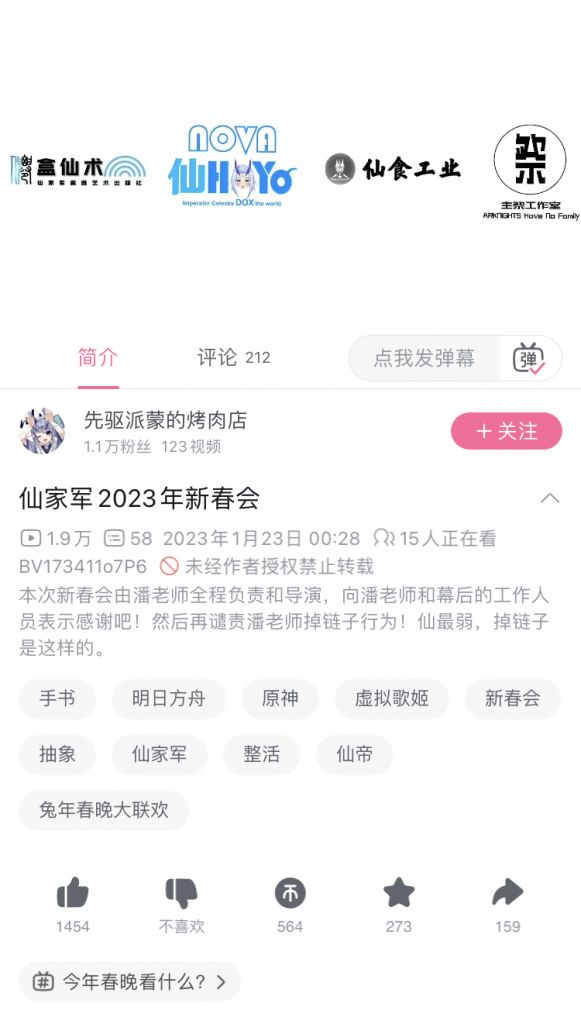 盒仙术
仙家军画画艺术出版社
NOVA
仙HOYO
Imperator Celestis DOX the world
仙食工业
主祭工作室
ARKNIGHTS Have No Family
简介
评论 212
点我发弹幕
弹
先驱派蒙的烤肉店
1.1万粉丝 123视频
+ 关注
仙家军2023年新春会
1.9万 58 2023年1月23日 00:28 15人正在看
BV173411o7P6 未经作者授权禁止转载
本次新春会由潘老师全程负责和导演，向潘老师和幕后的工作人
员表示感谢吧！然后再谴责潘老师掉链子行为！仙最弱，掉链子
是这样的。
手书 明日方舟 原神 虚拟歌姬 新春会
抽象 仙家军 整活 仙帝
兔年春晚大联欢
1454 不喜欢 564 273 159
# 今年春晚看什么? >